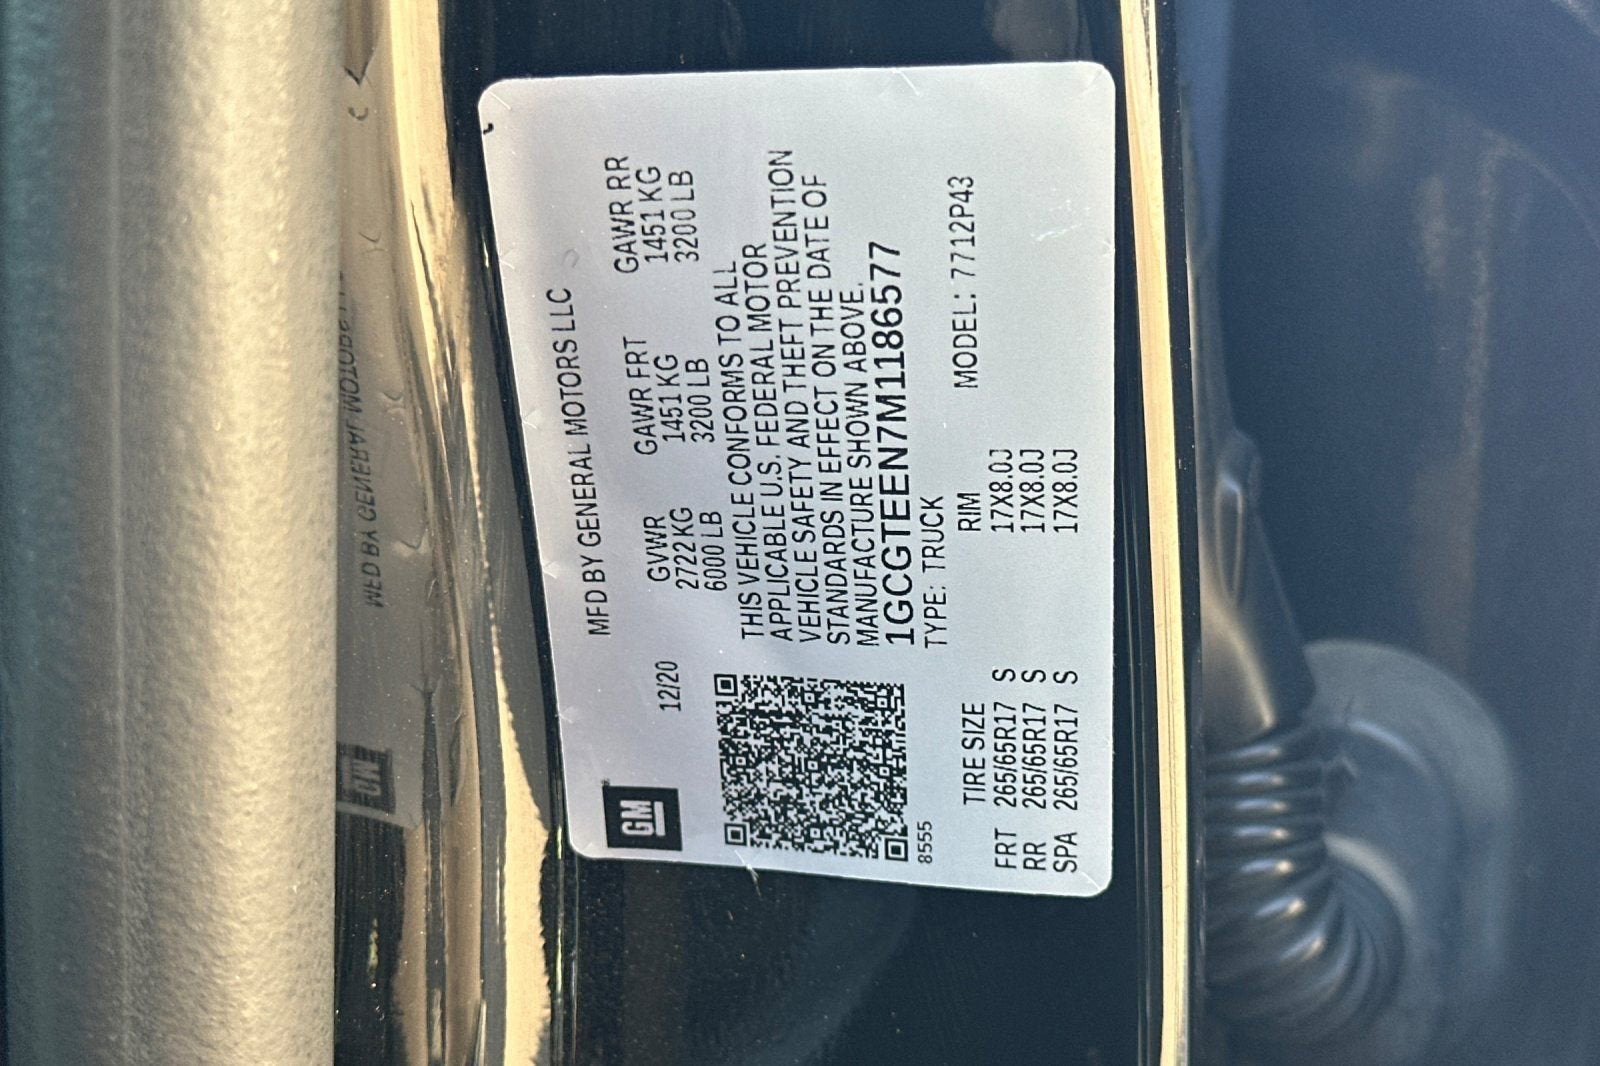 GM
MFD BY GENERAL MOTORS LLC
12/20
GVWR GAWR FRT GAWR RR
2722 KG 1451 KG 1451 KG
6000 LB 3200 LB 3200 LB
THIS VEHICLE CONFORMS TO ALL
APPLICABLE U.S. FEDERAL MOTOR
VEHICLE SAFETY AND THEFT PREVENTION
STANDARDS IN EFFECT ON THE DATE OF
MANUFACTURE SHOWN ABOVE.
1GCGTEEN7M1186577
8555
TYPE: TRUCK
TIRE SIZE RIM MODEL: 7712P43
FRT 265/65R17 S 17X8.0J
RR 265/65R17 S 17X8.0J
SPA 265/65R17 S 17X8.0J